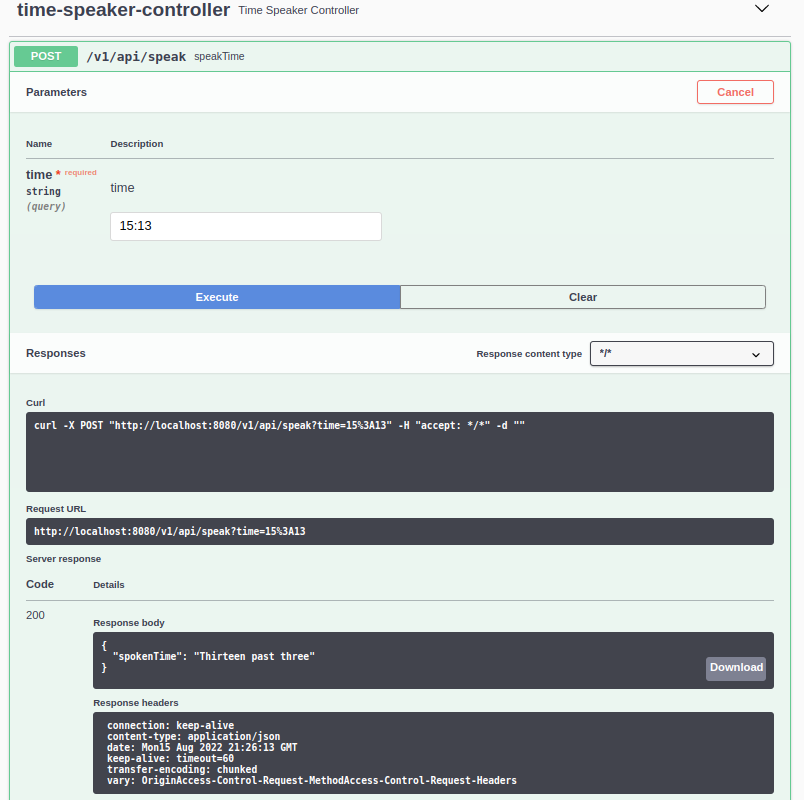 time-speaker-controller Time Speaker Controller
POST /v1/api/speak speakTime
Parameters Cancel
Name Description
time * required
string
(query)
time
15:13
Execute Clear
Responses Response content type */*
Curl
curl -X POST "http://localhost:8080/v1/api/speak?time=15%3A13" -H "accept: */*" -d ""
Request URL
http://localhost:8080/v1/api/speak?time=15%3A13
Server response
Code Details
200
Response body
{
"spokenTime": "Thirteen past three"
}
Download
Response headers
connection: keep-alive
content-type: application/json
date: Mon15 Aug 2022 21:26:13 GMT
keep-alive: timeout=60
transfer-encoding: chunked
vary: OriginAccess-Control-Request-MethodAccess-Control-Request-Headers